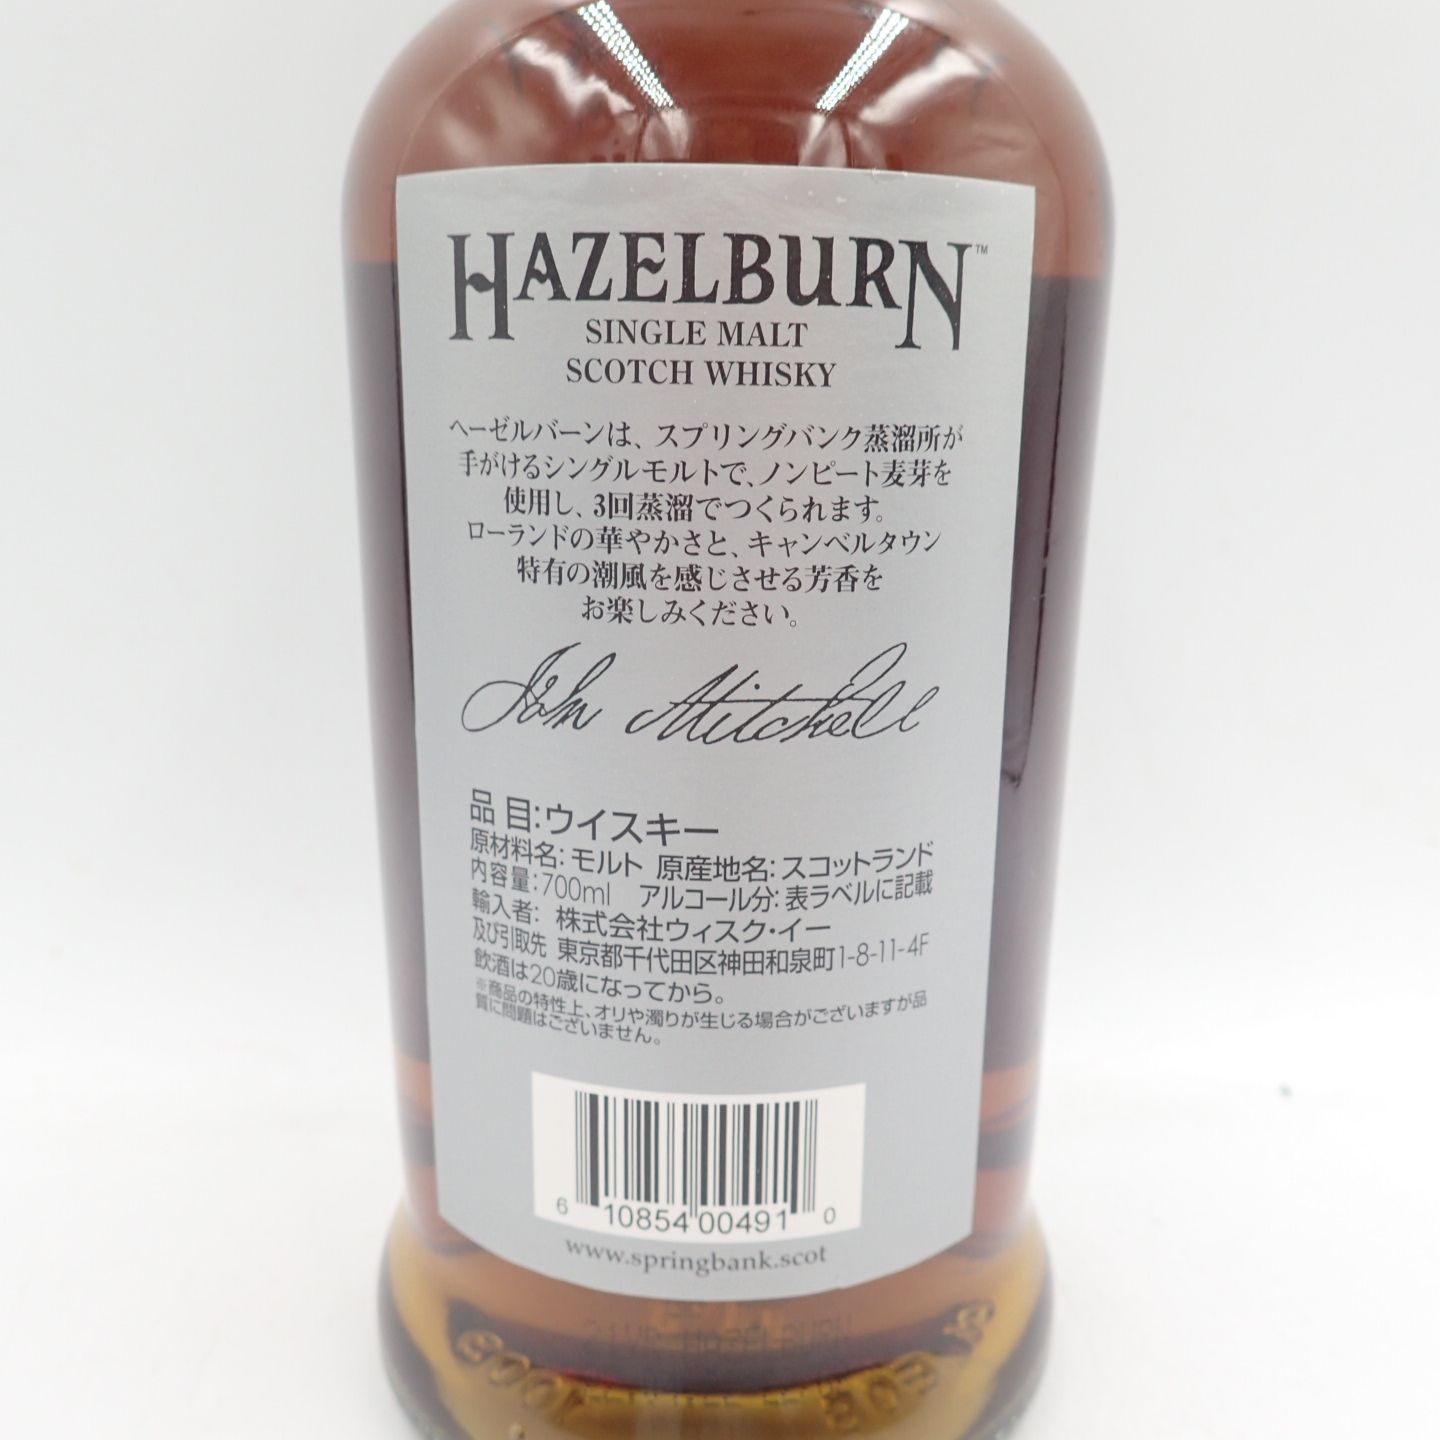 HAZELBURN™
SINGLE MALT
SCOTCH WHISKY
ヘーゼルバーンは、スプリングバンク蒸溜所が
手がけるシングルモルトで、ノンピート麦芽を
使用し、3回蒸溜でつくられます。
ローランドの華やかさと、キャンベルタウン
特有の潮風を感じさせる芳香を
お楽しみください。
John Mitchell
品目:ウイスキー
原材料名:モルト 原産地名:スコットランド
内容量:700ml アルコール分:表ラベルに記載
輸入者: 株式会社ウィスク・イー
及び引取先 東京都千代田区神田和泉町1-8-11-4F
飲酒は20歳になってから。
※商品の特性上、オリや濁りが生じる場合がございますが品
質に問題はございません。
6 10854 00491 0
www.springbank.scot
HAZELBURN